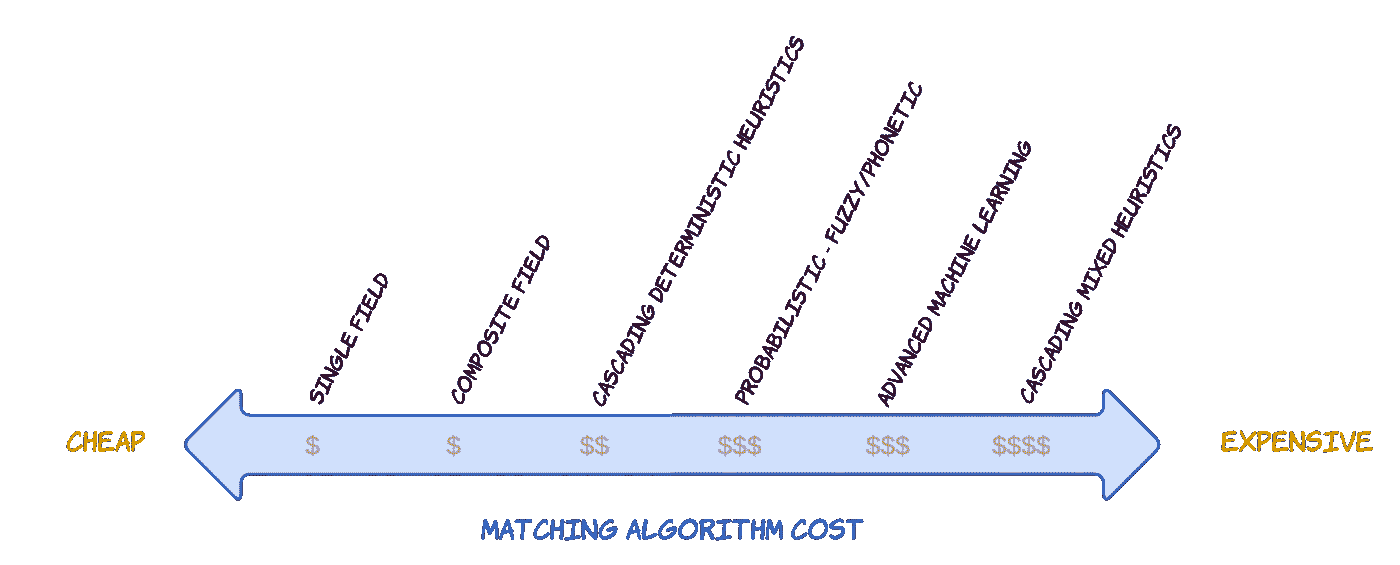 SINGLE FIELD
COMPOSITE FIELD
CASCADING DETERMINISTIC HEURISTICS
PROBABILISTIC - FUZZY/PHONETIC
ADVANCED MACHINE LEARNING
CASCADING MIXED HEURISTICS
CHEAP
$
$
$$
$$$
$$$
$$$$
EXPENSIVE
MATCHING ALGORITHM COST